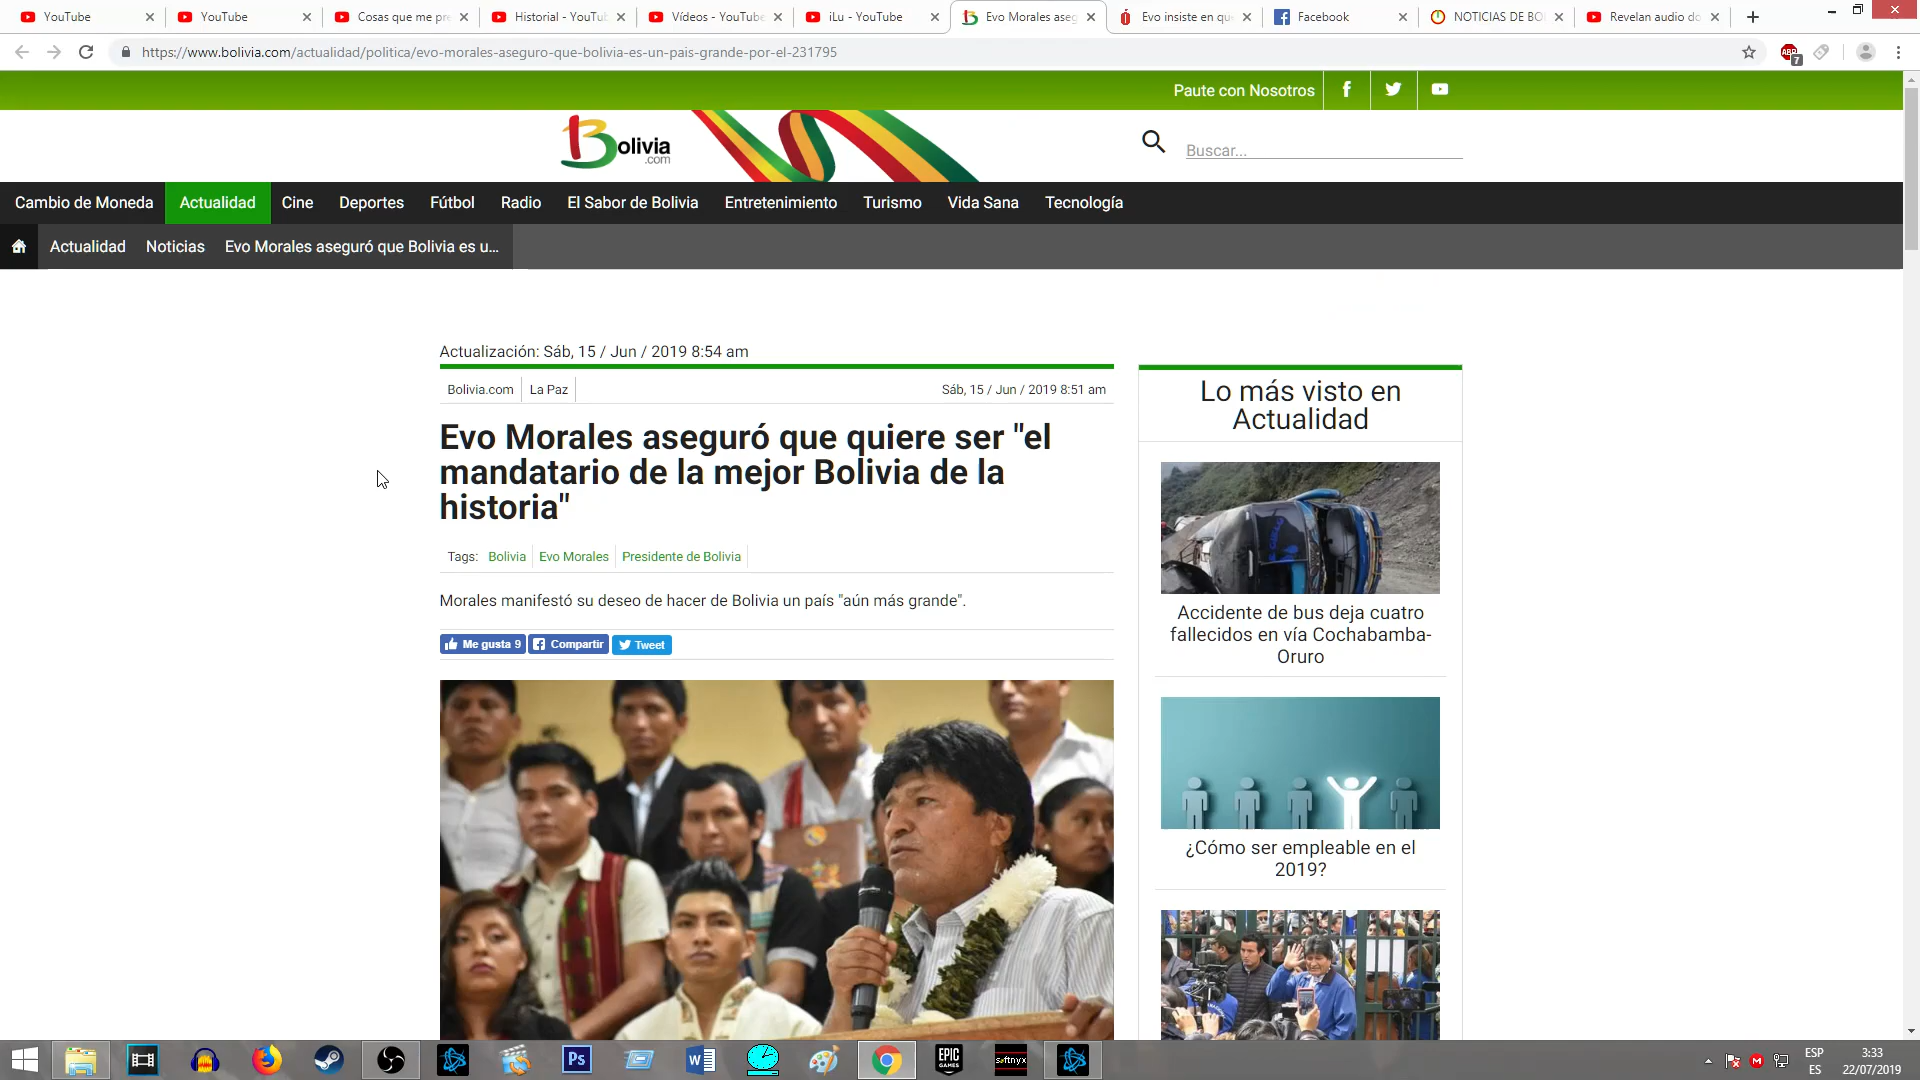 YouTube
YouTube
Cosas que me pre
Historial - YouTu
Vídeos - YouTube
iLu - YouTube
Evo Morales aseg
Evo insiste en qu
Facebook
NOTICIAS DE BO
Revelan audio do
https://www.bolivia.com/actualidad/politica/evo-morales-aseguro-que-bolivia-es-un-pais-grande-por-el-231795
ABP
7
Paute con Nosotros
Bolivia
.com
Buscar...
Cambio de Moneda
Actualidad
Cine
Deportes
Fútbol
Radio
El Sabor de Bolivia
Entretenimiento
Turismo
Vida Sana
Tecnología
Actualidad
Noticias
Evo Morales aseguró que Bolivia es u...
Actualización: Sáb, 15 / Jun / 2019 8:54 am
Bolivia.com
La Paz
Sáb, 15 / Jun / 2019 8:51 am
Evo Morales aseguró que quiere ser "el
mandatario de la mejor Bolivia de la
historia"
Tags: Bolivia Evo Morales Presidente de Bolivia
Morales manifestó su deseo de hacer de Bolivia un país "aún más grande".
Me gusta 9
Compartir
Tweet
Lo más visto en
Actualidad
Accidente de bus deja cuatro
fallecidos en vía Cochabamba-
Oruro
¿Cómo ser empleable en el
2019?
Ps
W
EPIC
GAMES
softnyx
M
ESP
ES
3:33
22/07/2019